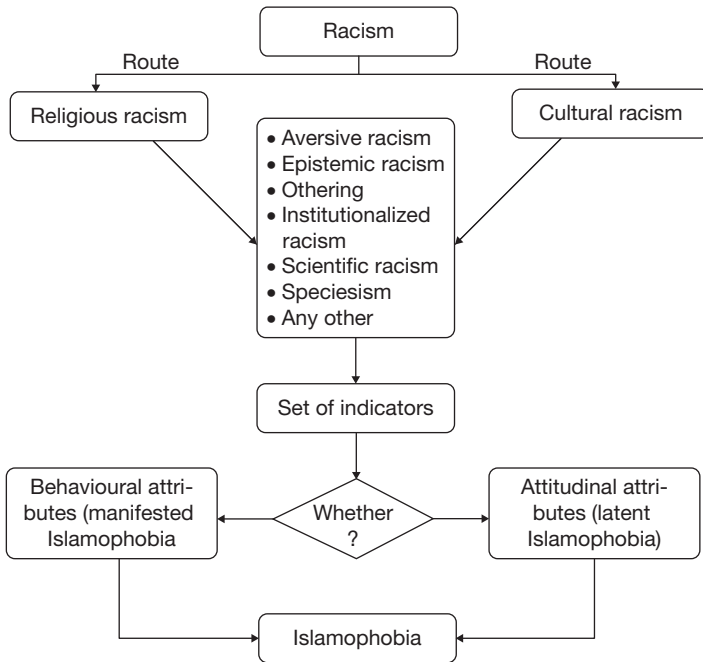 Racism
Route
Route
Religious racism
Cultural racism
• Aversive racism
• Epistemic racism
• Othering
• Institutionalized
racism
• Scientific racism
• Speciesism
• Any other
Set of indicators
Behavioural attri-
butes (manifested
Islamophobia
Whether
?
Attitudinal attri-
butes (latent
Islamophobia)
Islamophobia